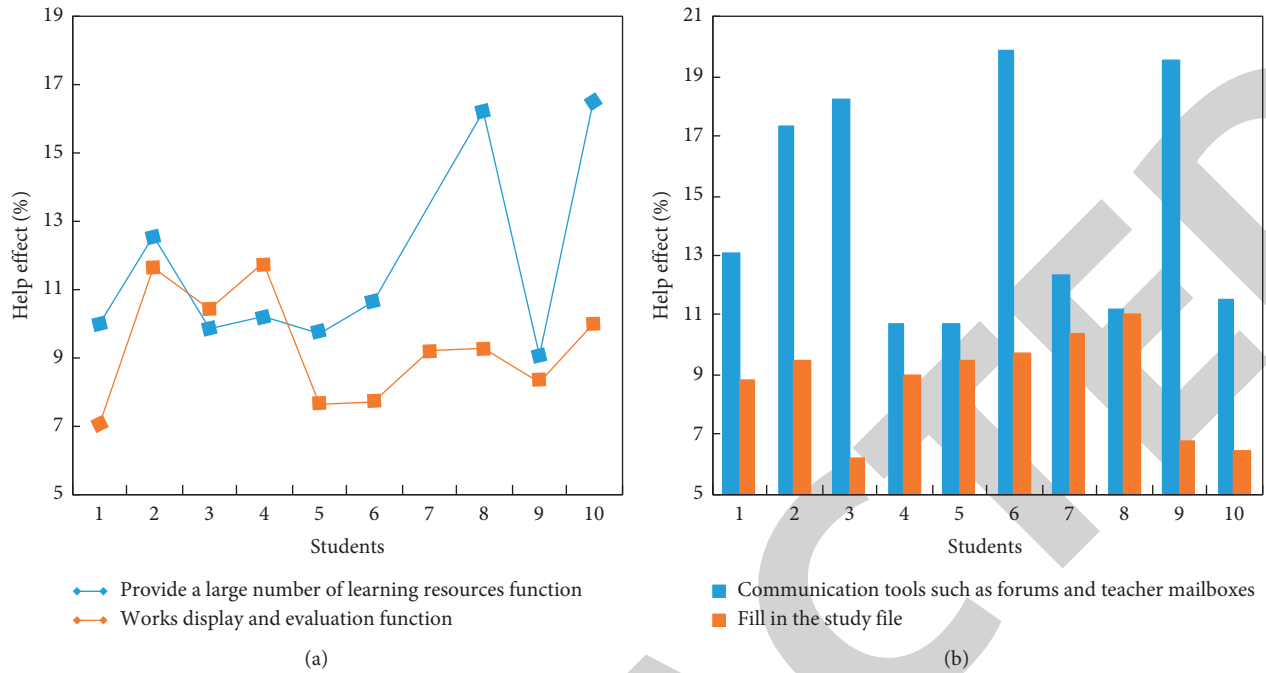 19
17
15
13
11
9
7
5
Help effect (%)
1 2 3 4 5 6 7 8 9 10
Students
Provide a large number of learning resources function
Works display and evaluation function
(a)
21
19
17
15
13
11
9
7
5
Help effect (%)
1 2 3 4 5 6 7 8 9 10
Students
Communication tools such as forums and teacher mailboxes
Fill in the study file
(b)